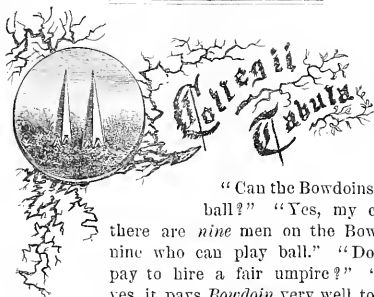 Collegii
Tabula
"Can the Bowdoins
ball?" "Yes, my c
there are nine men on the Bow
nine who can play ball." "Do
pay to hire a fair umpire?" "
yes, it pays Bowdoin very well to